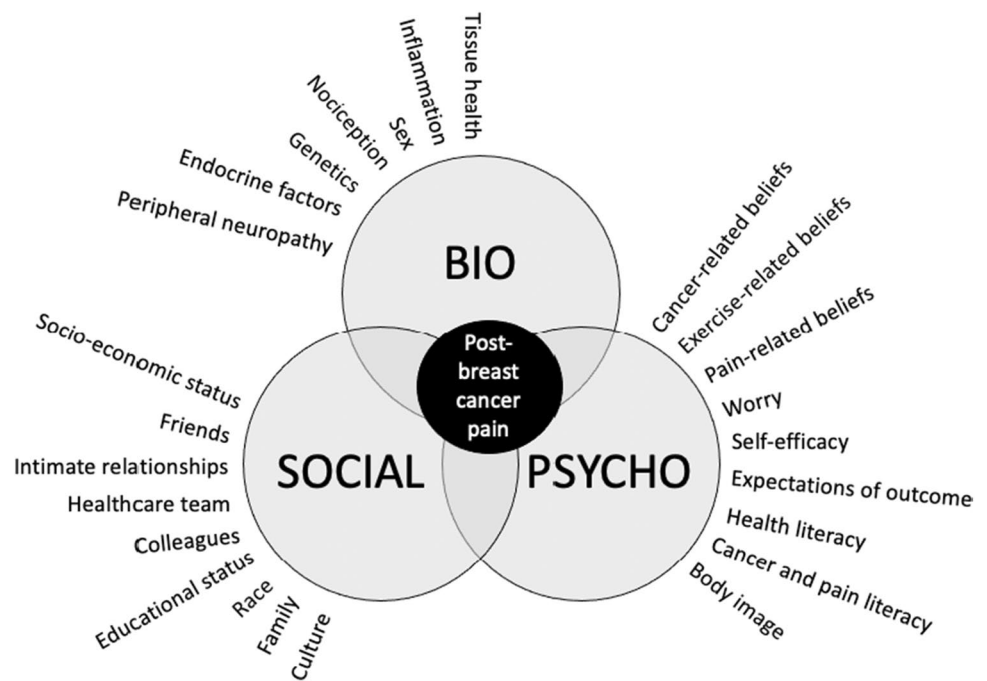 Tissue health
Inflammation
Sex
Nociception
Genetics
Endocrine factors
Peripheral neuropathy
BIO
Cancer-related beliefs
Exercise-related beliefs
Pain-related beliefs
Worry
Self-efficacy
Expectations of outcome
Health literacy
Cancer and pain literacy
Body image
PSYCHO
Post-
breast
cancer
pain
SOCIAL
Socio-economic status
Friends
Intimate relationships
Healthcare team
Colleagues
Educational status
Race
Family
Culture